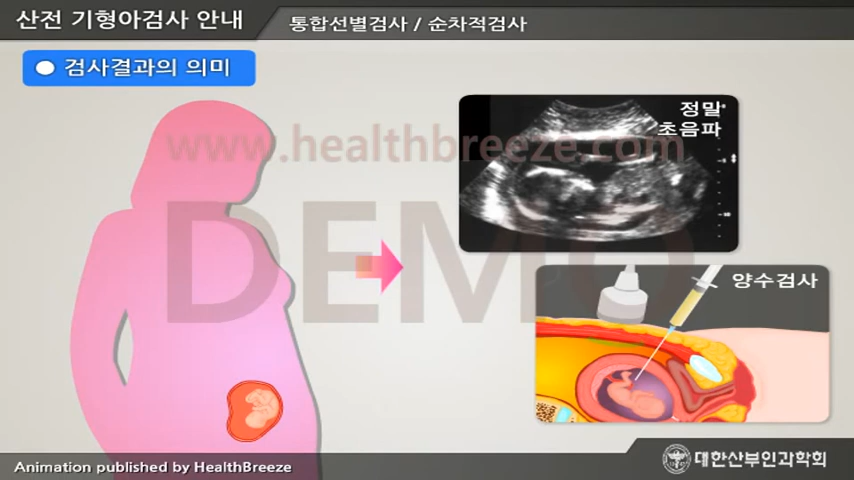 산전 기형아검사 안내
통합선별검사 / 순차적검사
검사결과의 의미
정밀
초음파
www.healthbreeze.com
DEMO
양수검사
Animation published by HealthBreeze
대한산부인과학회